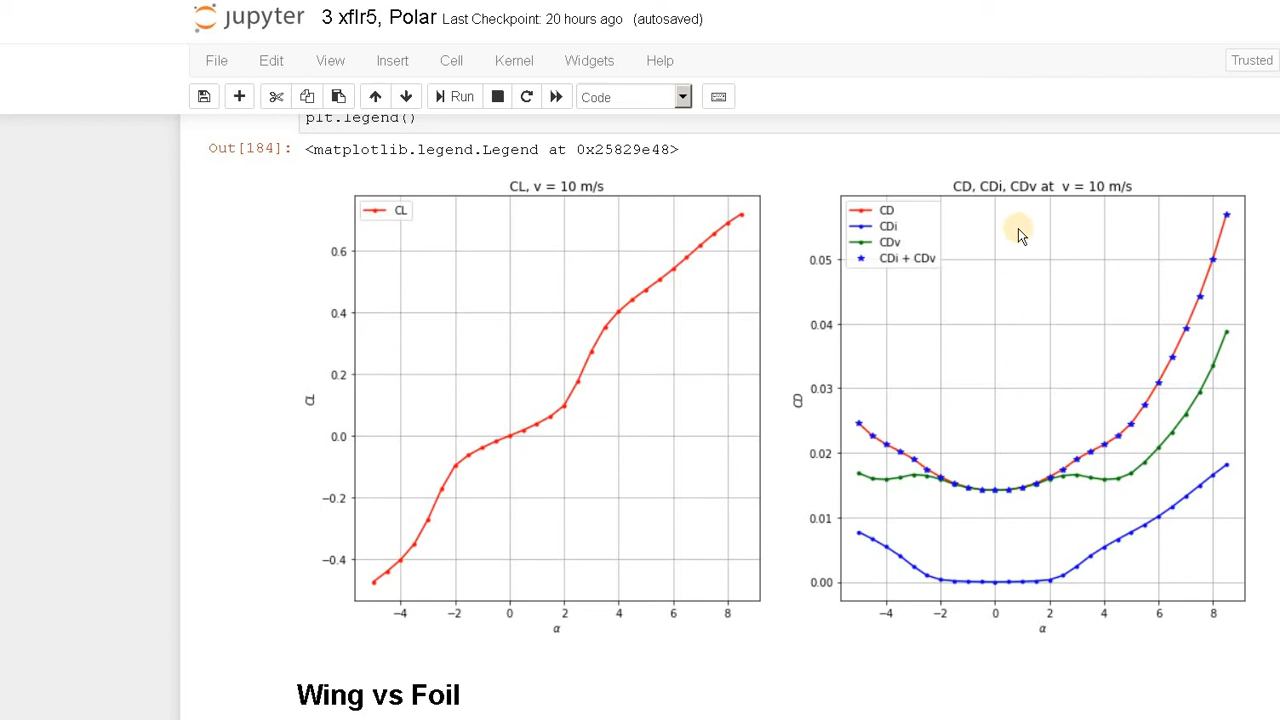 jupyter 3 xflr5, Polar Last Checkpoint: 20 hours ago (autosaved)
File Edit View Insert Cell Kernel Widgets Help Trusted
Run Code
plt.legend()
Out[184]: <matplotlib.legend.Legend at 0x25829e48>
CL, v = 10 m/s
CL
0.6
0.4
0.2
0.0
−0.2
−0.4
CL
−4 −2 0 2 4 6 8
α
CD, CDi, CDv at v = 10 m/s
CD
CDi
CDv
CDi + CDv
0.05
0.04
0.03
0.02
0.01
0.00
CD
−4 −2 0 2 4 6 8
α
Wing vs Foil